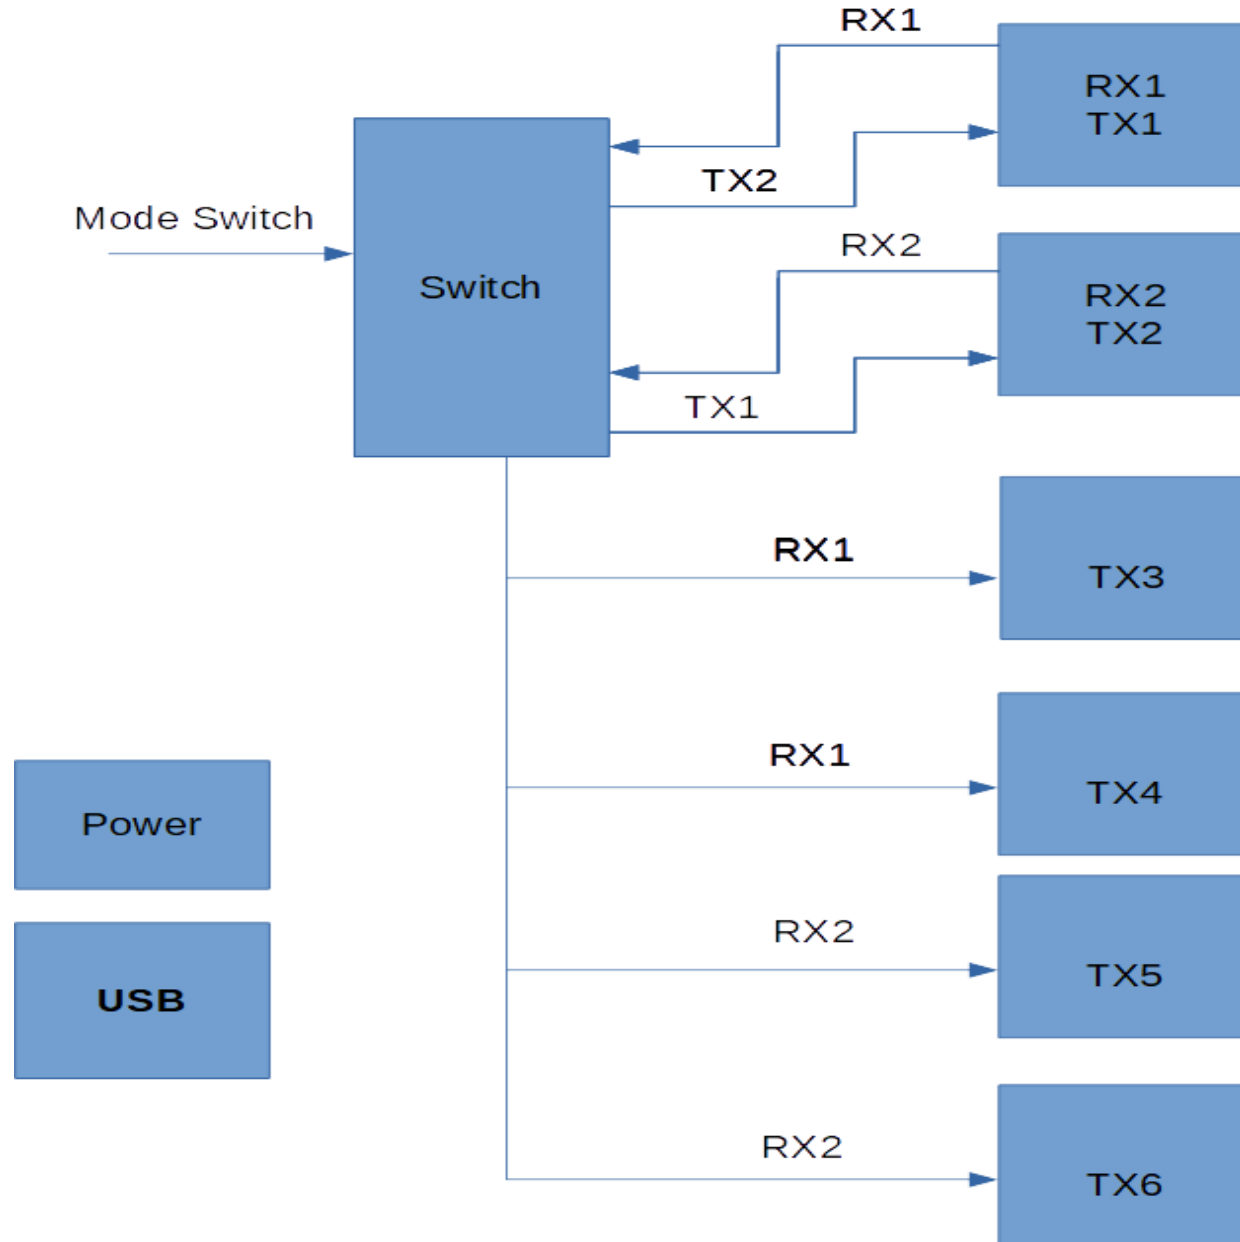 RX1
RX1
TX1
TX2
Mode Switch
RX2
Switch
RX2
TX2
TX1
RX1
TX3
RX1
TX4
Power
RX2
TX5
USB
RX2
TX6